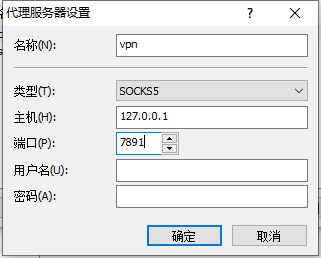 代理服务器设置
名称(N): vpn
类型(T): SOCKS5
主机(H): 127.0.0.1
端口(P): 7891
用户名(U):
密码(A):
确定 取消